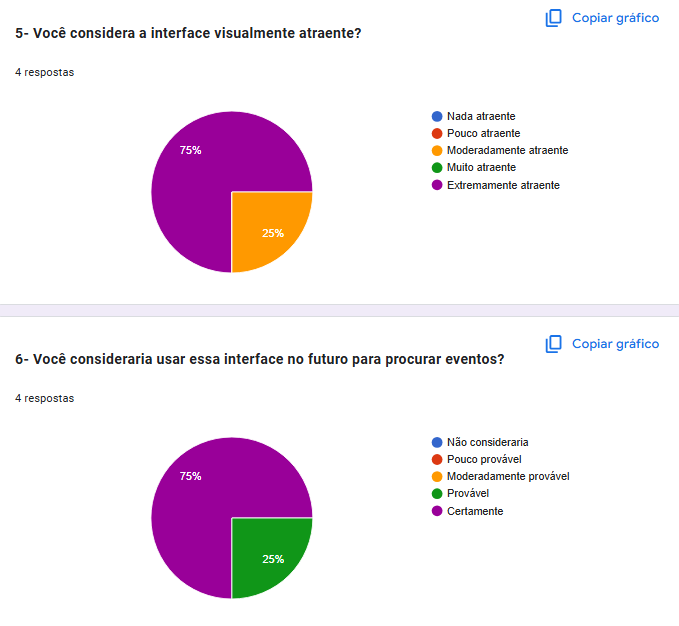 Copiar gráfico
5- Você considera a interface visualmente atraente?
4 respostas
Nada atraente
Pouco atraente
Moderadamente atraente
Muito atraente
Extremamente atraente
75%
25%
Copiar gráfico
6- Você consideraria usar essa interface no futuro para procurar eventos?
4 respostas
Não consideraria
Pouco provável
Moderadamente provável
Provável
Certamente
75%
25%